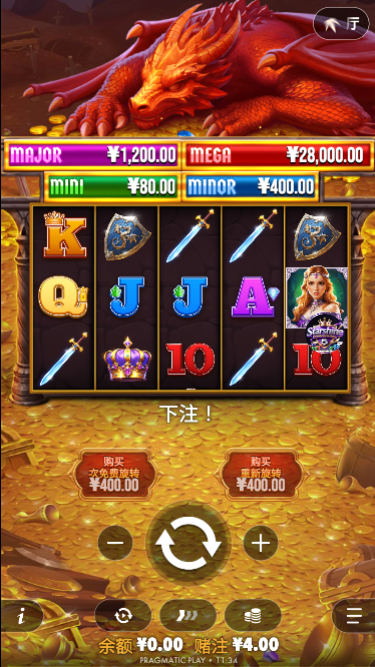 厅
MAJOR ¥1,200.00 MEGA ¥28,000.00
MINI ¥80.00 MINOR ¥400.00
K
Q J J A
Starshine
10 10
下注！
购买 购买
次免费旋转 重新旋转
¥400.00 ¥400.00
余额 ¥0.00 赌注 ¥4.00
PRAGMATIC PLAY • 11:34